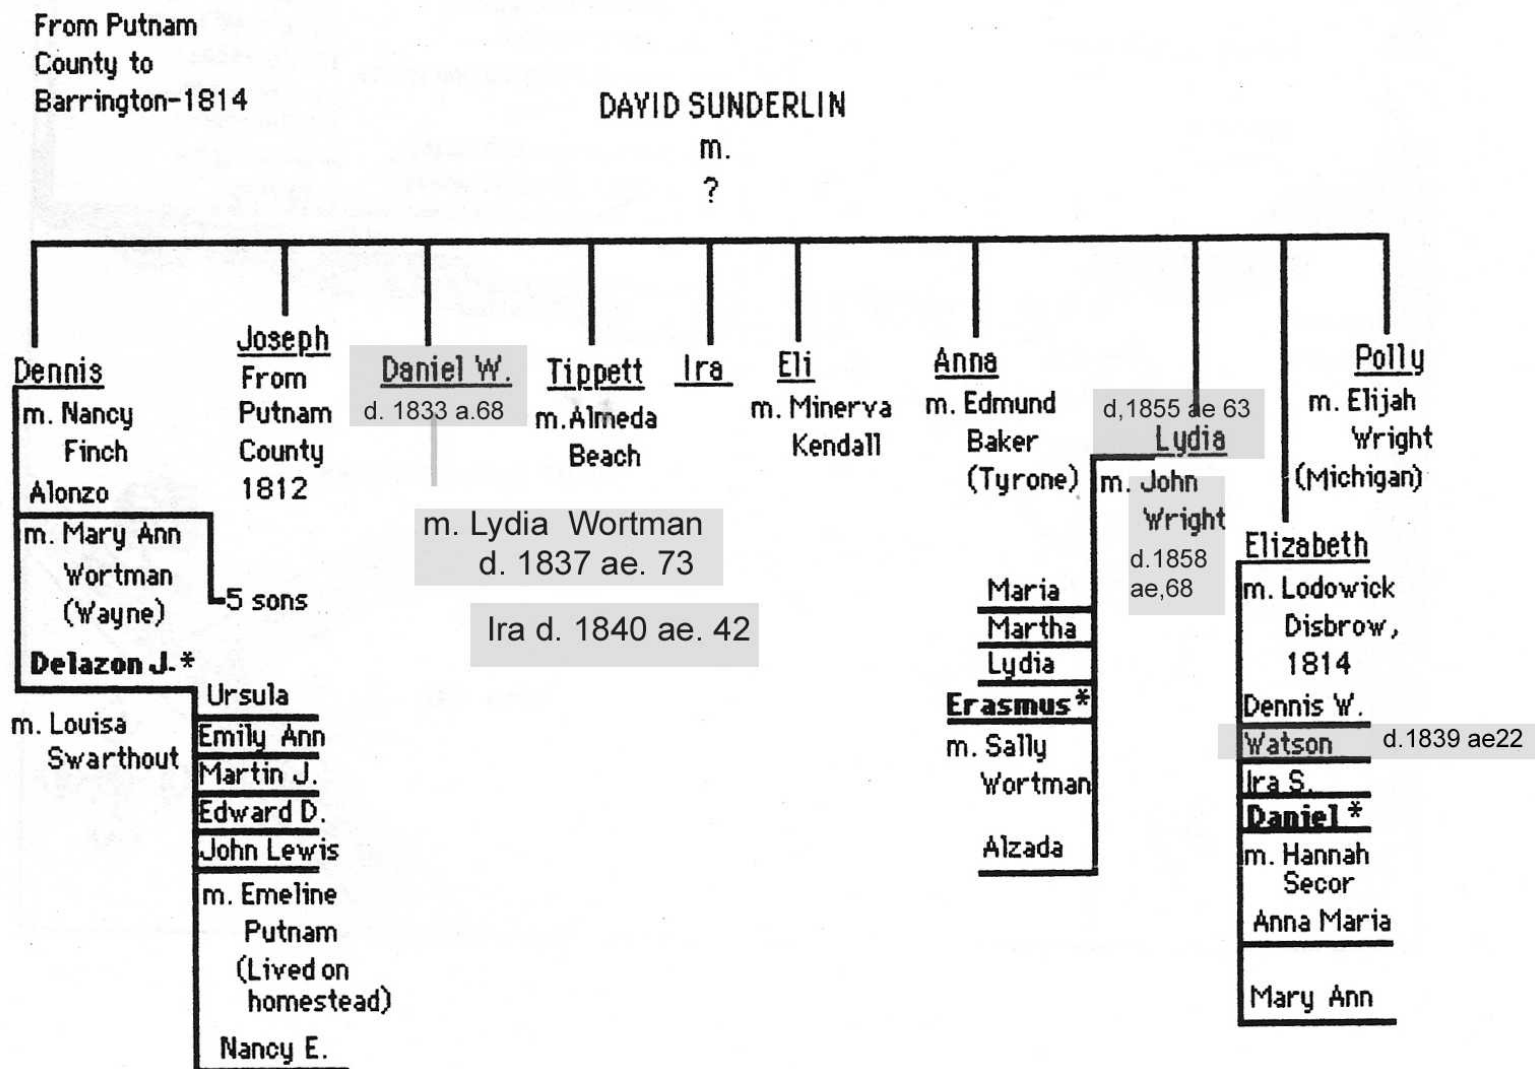 From Putnam
County to
Barrington-1814
DAVID SUNDERLIN
m.
?
Dennis
m. Nancy
Finch
Alonzo
m. Mary Ann
Wortman
(Wayne)
5 sons
Delazon J.*
m. Louisa
Swarthout
Ursula
Emily Ann
Martin J.
Edward D.
John Lewis
m. Emeline
Putnam
(Lived on
homestead)
Nancy E.
Joseph
From
Putnam
County
1812
Daniel W.
d. 1833 a.68
m. Lydia Wortman
d. 1837 ae. 73
Ira d. 1840 ae. 42
Tippett
m. Almeda
Beach
Ira
Eli
m. Minerva
Kendall
Anna
m. Edmund
Baker
(Tyrone)
d,1855 ae 63
Lydia
m. John
Wright
d.1858
ae,68
Maria
Martha
Lydia
Erasmus*
m. Sally
Wortman
Alzada
Elizabeth
m. Lodowick
Disbrow,
1814
Dennis W.
Watson d.1839 ae22
Ira S.
Daniel *
m. Hannah
Secor
Anna Maria
Mary Ann
Polly
m. Elijah
Wright
(Michigan)